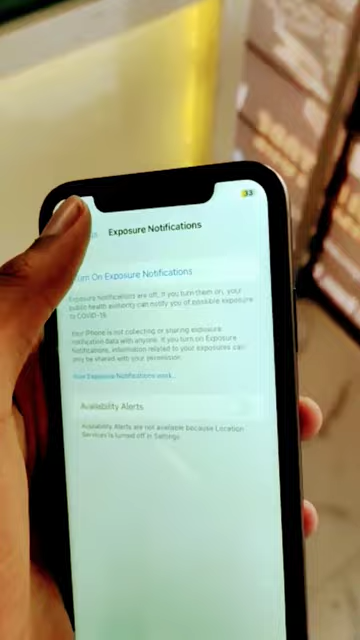 33
Exposure Notifications
Turn On Exposure Notifications
Exposure notifications are off. If you turn them on, your
public health authority can notify you of possible exposure
to COVID-19.
Your iPhone is not collecting or sharing exposure
notification data with anyone. If you turn on Exposure
Notifications, information related to your exposures can
only be shared with your permission.
How Exposure Notifications work...
Availability Alerts
Availability Alerts are not available because Location
Services is turned off in Settings.